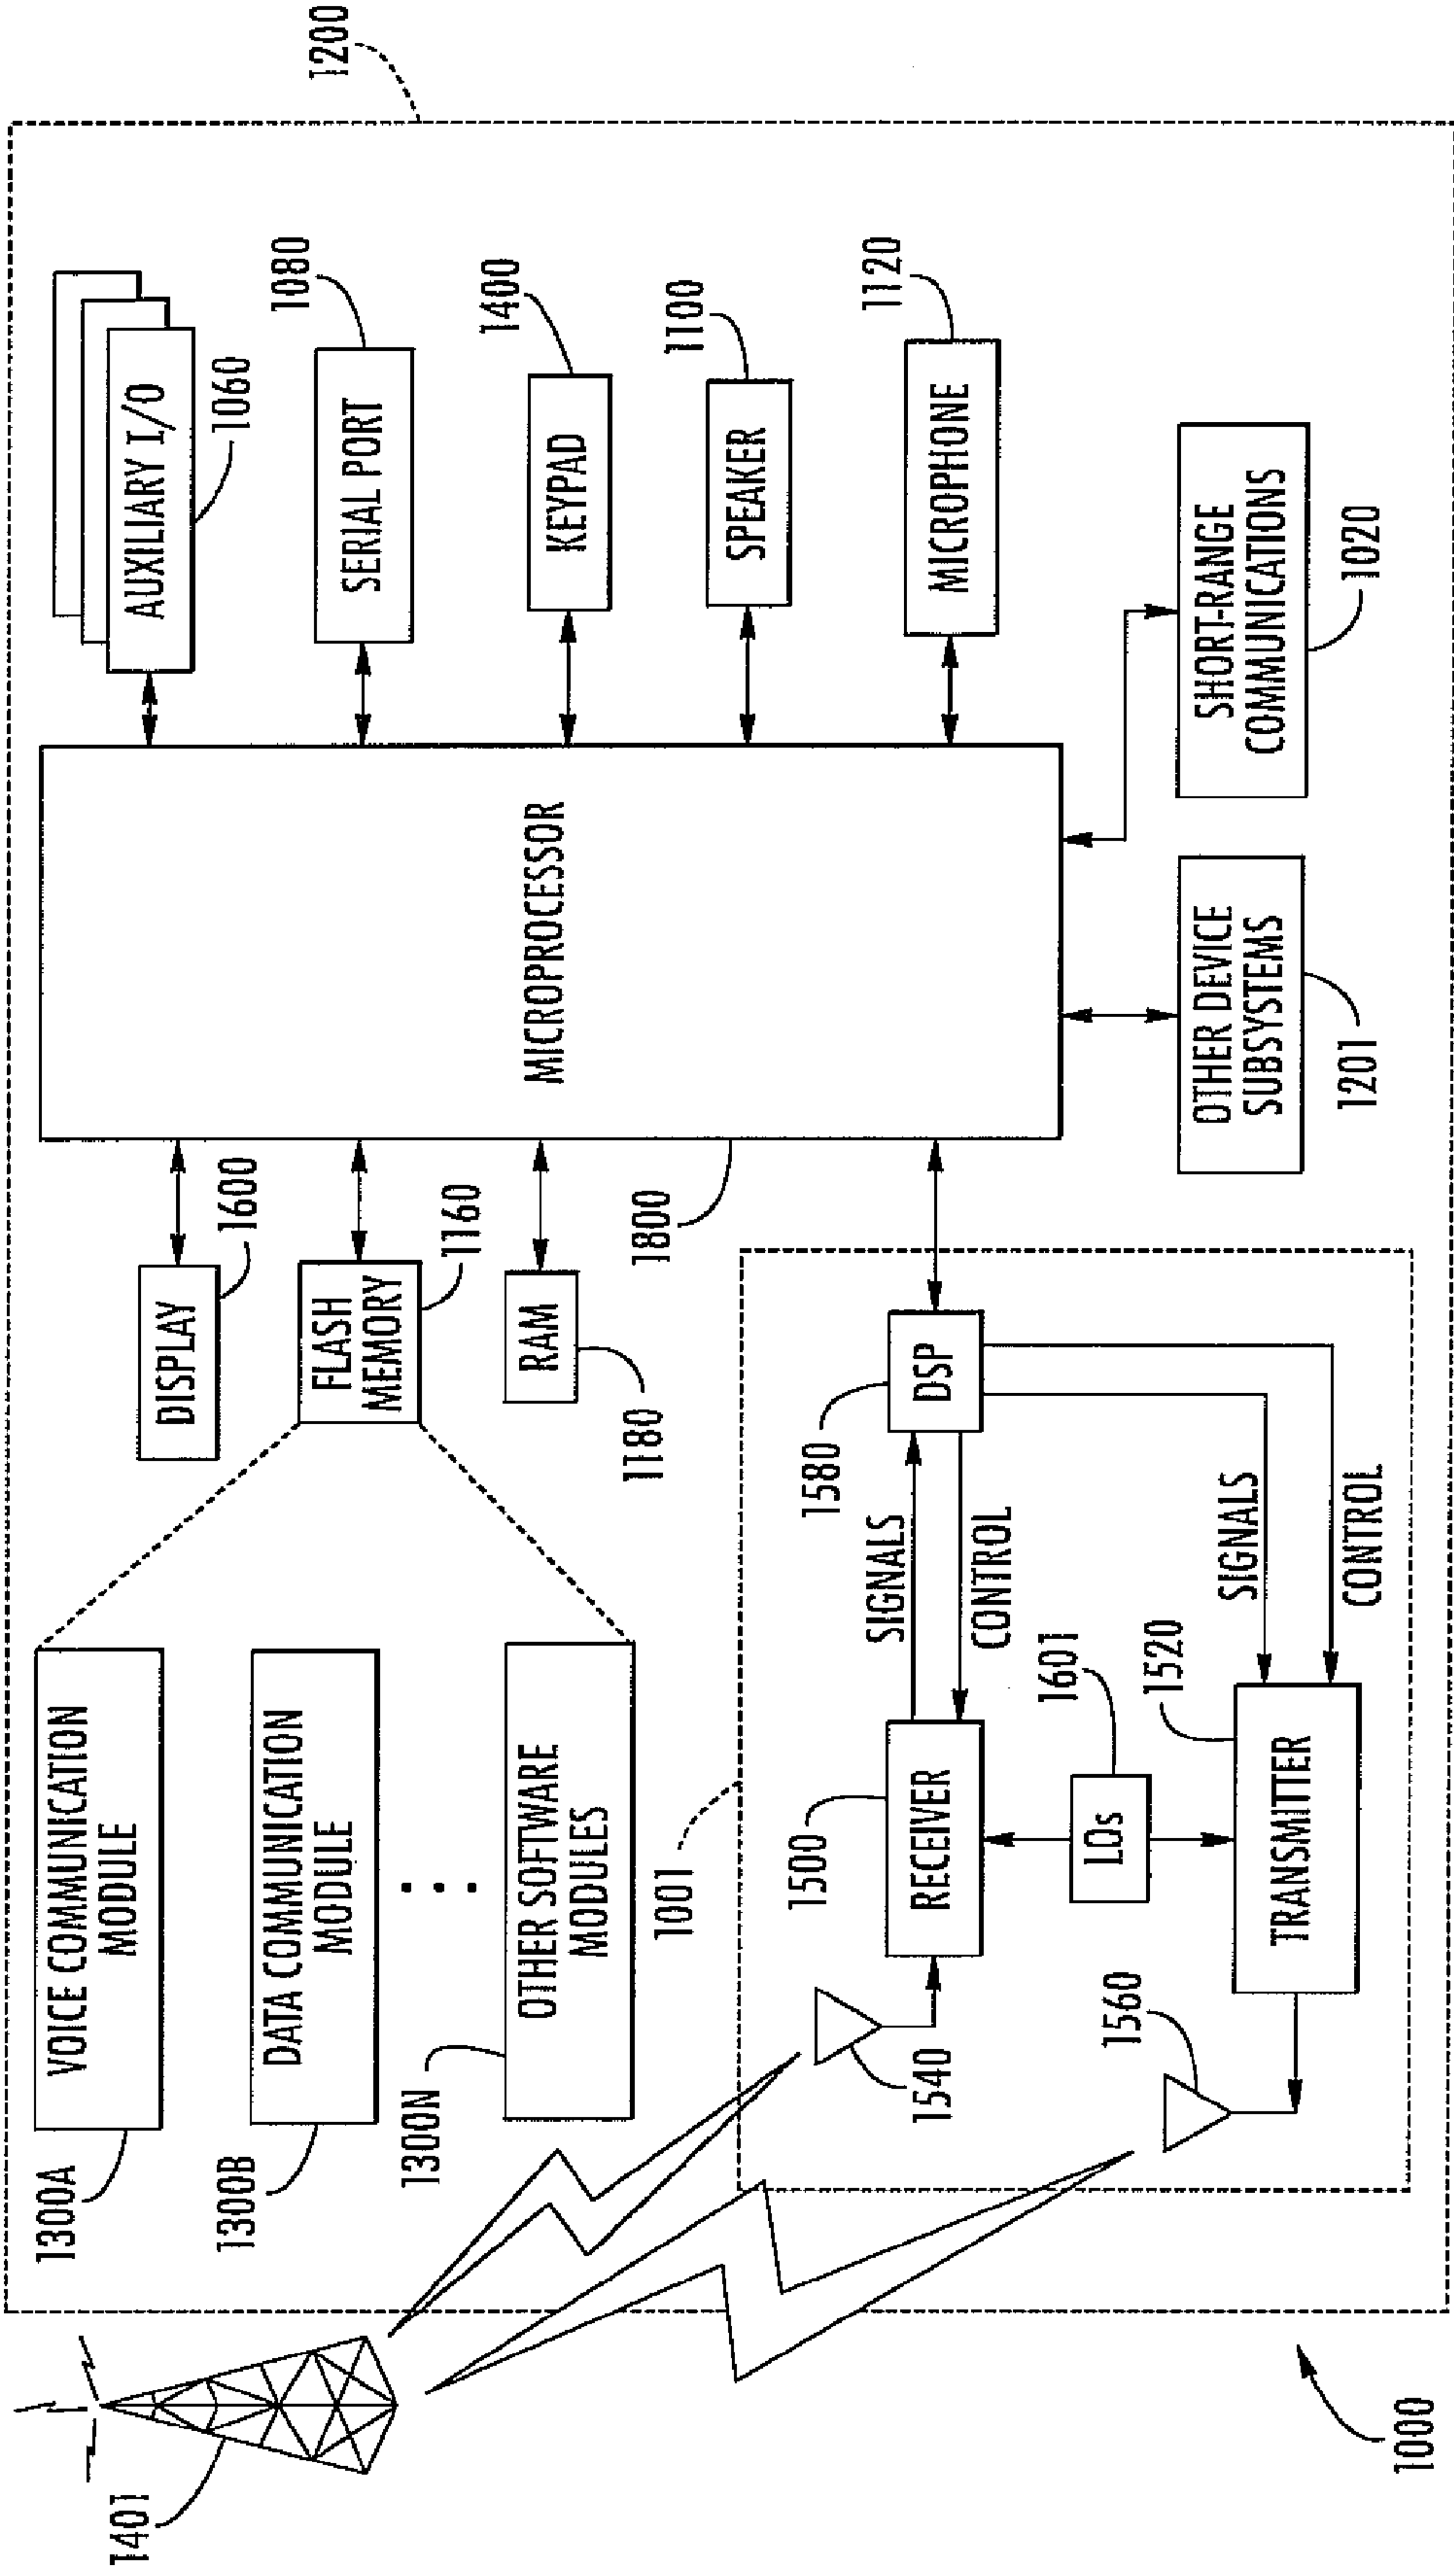 1200
AUXILIARY I/O
1060
SERIAL PORT
1080
KEYPAD
1400
SPEAKER
1100
MICROPHONE
1120
SHORT-RANGE
COMMUNICATIONS
1020
OTHER DEVICE
SUBSYSTEMS
1201
MICROPROCESSOR
1800
DISPLAY
1600
FLASH
MEMORY
1160
RAM
1180
VOICE COMMUNICATION
MODULE
1300A
DATA COMMUNICATION
MODULE
1300B
OTHER SOFTWARE
MODULES
1300N
1001
DSP
1580
SIGNALS
CONTROL
RECEIVER
1500
1540
LOs
1601
SIGNALS
CONTROL
TRANSMITTER
1520
1560
1401
1000